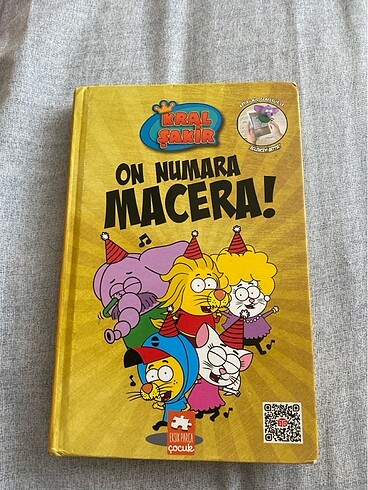 KRAL
ŞAKİR
ON NUMARA
MACERA!
EKSİK PARÇA
çocuk